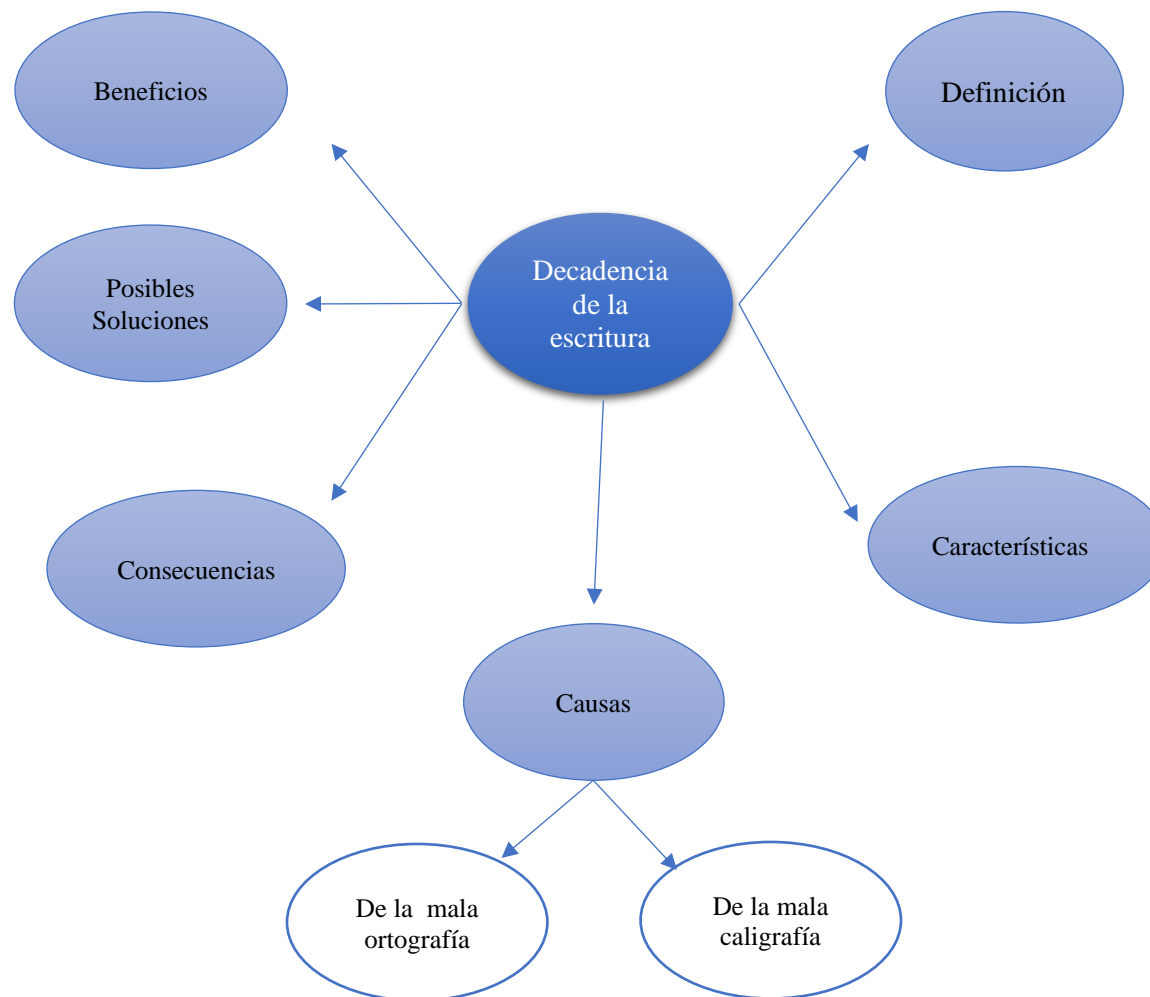 Beneficios
Definición
Decadencia
de la
escritura
Posibles
Soluciones
Consecuencias
Características
Causas
De la mala
ortografía
De la mala
caligrafía